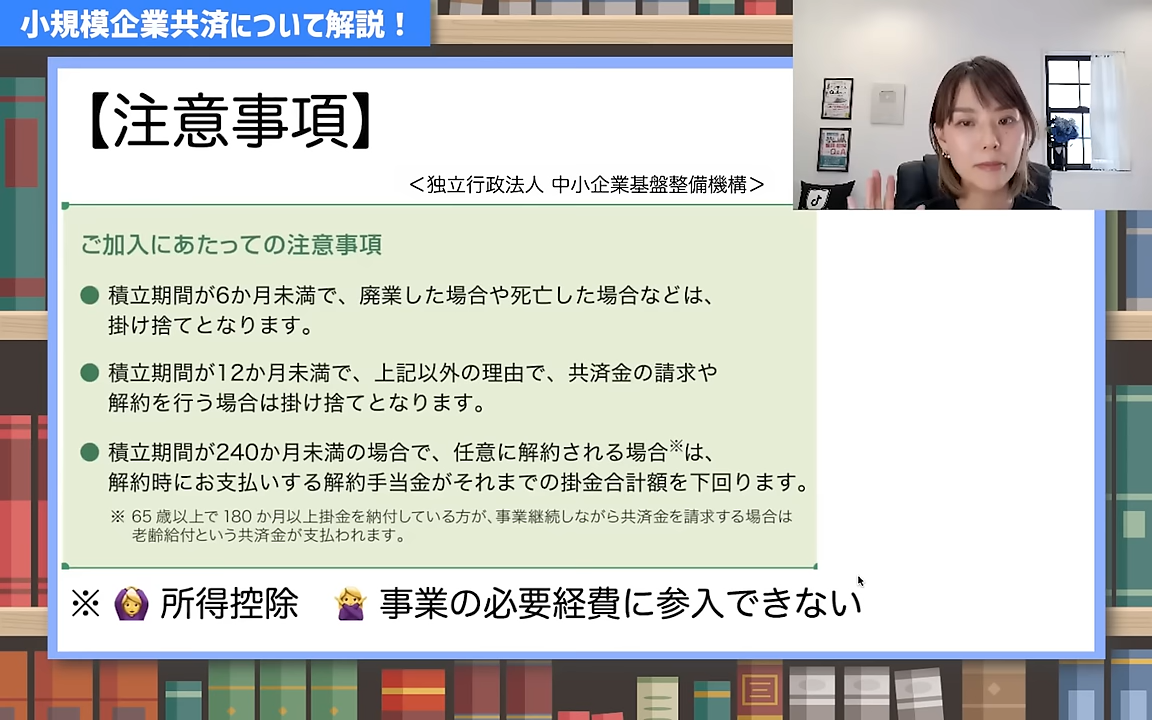 小規模企業共済について解説！
【注意事項】
＜独立行政法人 中小企業基盤整備機構＞
ご加入にあたっての注意事項
● 積立期間が6か月未満で、廃業した場合や死亡した場合などは、
掛け捨てとなります。
● 積立期間が12か月未満で、上記以外の理由で、共済金の請求や
解約を行う場合は掛け捨てとなります。
● 積立期間が240か月未満の場合で、任意に解約される場合※は、
解約時にお支払いする解約手当金がそれまでの掛金合計額を下回ります。
※ 65歳以上で180か月以上掛金を納付している方が、事業継続しながら共済金を請求する場合は
老齢給付という共済金が支払われます。
※ 🙆‍♀️ 所得控除 🙅‍♀️ 事業の必要経費に参入できない